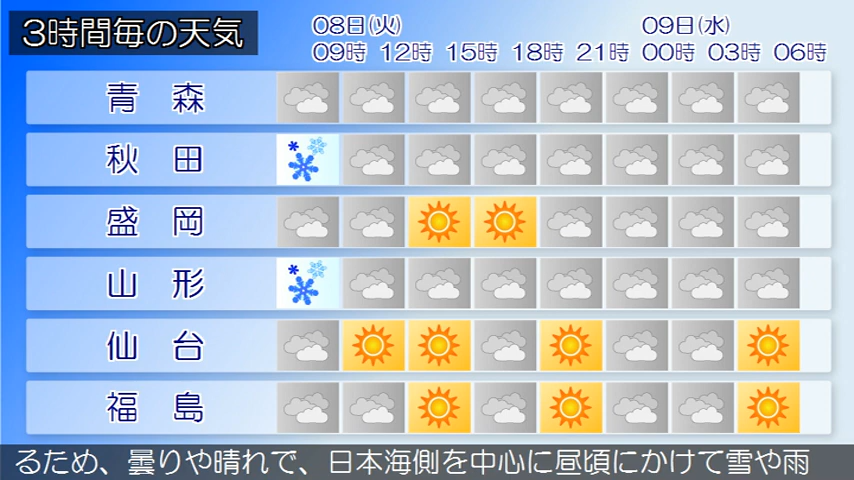 3時間毎の天気
08日(火) 09日(水)
09時 12時 15時 18時 21時 00時 03時 06時
青 森
秋 田
盛 岡
山 形
仙 台
福 島
るため、曇りや晴れで、日本海側を中心に昼頃にかけて雪や雨